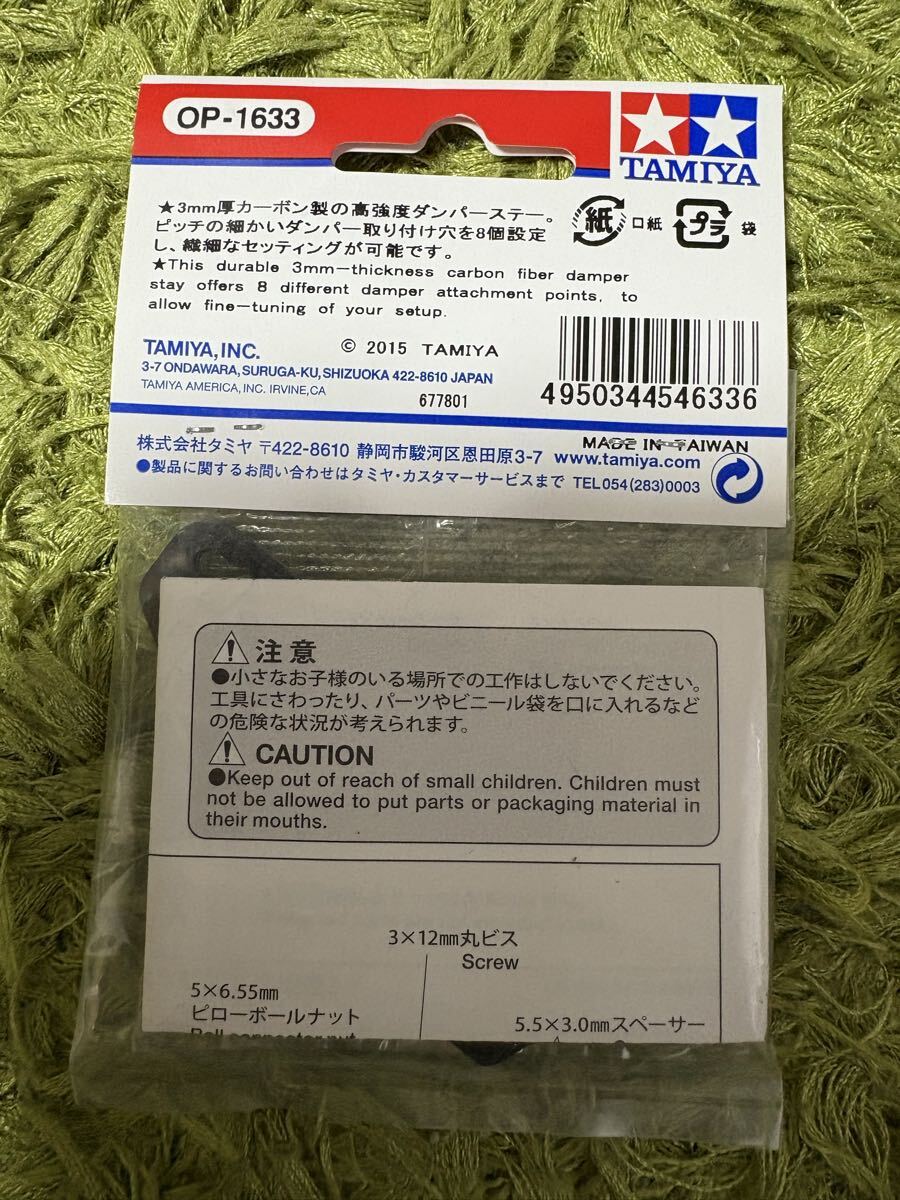 OP-1633
TAMIYA
★3mm厚カーボン製の高強度ダンパーステー。
ピッチの細かいダンパー取り付け穴を8個設定
し、繊細なセッティングが可能です。
紙 口紙 プラ 袋
★This durable 3mm-thickness carbon fiber damper
stay offers 8 different damper attachment points, to
allow fine-tuning of your setup.
TAMIYA, INC. © 2015 TAMIYA
3-7 ONDAWARA, SURUGA-KU, SHIZUOKA 422-8610 JAPAN
TAMIYA AMERICA, INC. IRVINE, CA
677801
4950344546336
MADE IN TAIWAN
株式会社タミヤ 〒422-8610 静岡市駿河区恩田原3-7 www.tamiya.com
●製品に関するお問い合わせはタミヤ・カスタマーサービスまで TEL054(283)0003
注意
●小さなお子様のいる場所での工作はしないでください。
工具にさわったり、パーツやビニール袋を口に入れるなど
の危険な状況が考えられます。
CAUTION
●Keep out of reach of small children. Children must
not be allowed to put parts or packaging material in
their mouths.
3×12mm丸ビス
Screw
5×6.55mm
ピローボールナット
Ball connector nut
5.5×3.0mmスペーサー